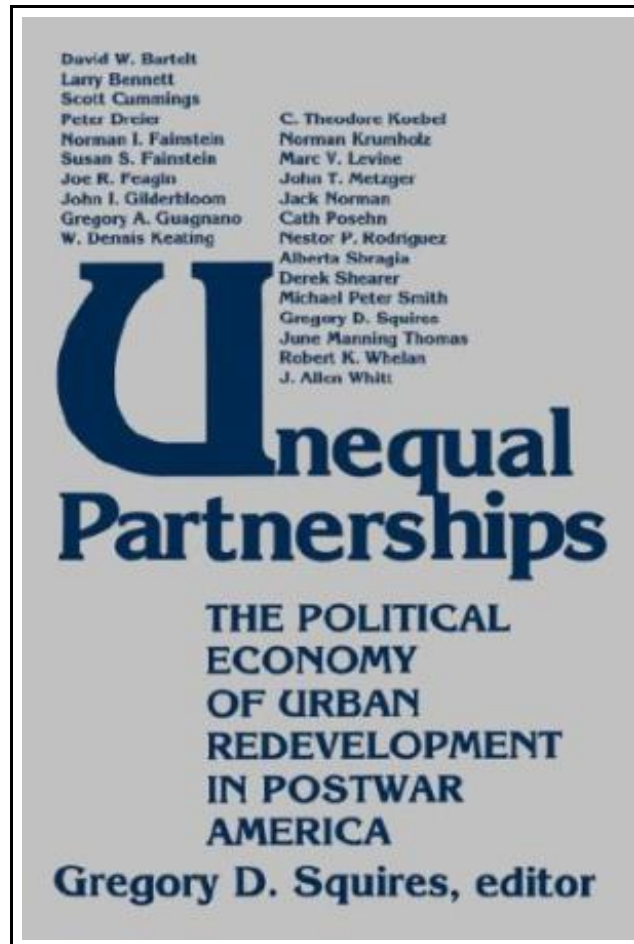 David W. Bartelt
Larry Bennett
Scott Cummings
Peter Dreier
Norman I. Fainstein
Susan S. Fainstein
Joe R. Feagin
John I. Gilderbloom
Gregory A. Guagnano
W. Dennis Keating
C. Theodore Koebel
Norman Krumholz
Marc V. Levine
John T. Metzger
Jack Norman
Cath Posehn
Nestor P. Rodriguez
Alberta Sbragia
Derek Shearer
Michael Peter Smith
Gregory D. Squires
June Manning Thomas
Robert K. Whelan
J. Allen Whitt
Unequal
Partnerships
THE POLITICAL
ECONOMY
OF URBAN
REDEVELOPMENT
IN POSTWAR
AMERICA
Gregory D. Squires, editor